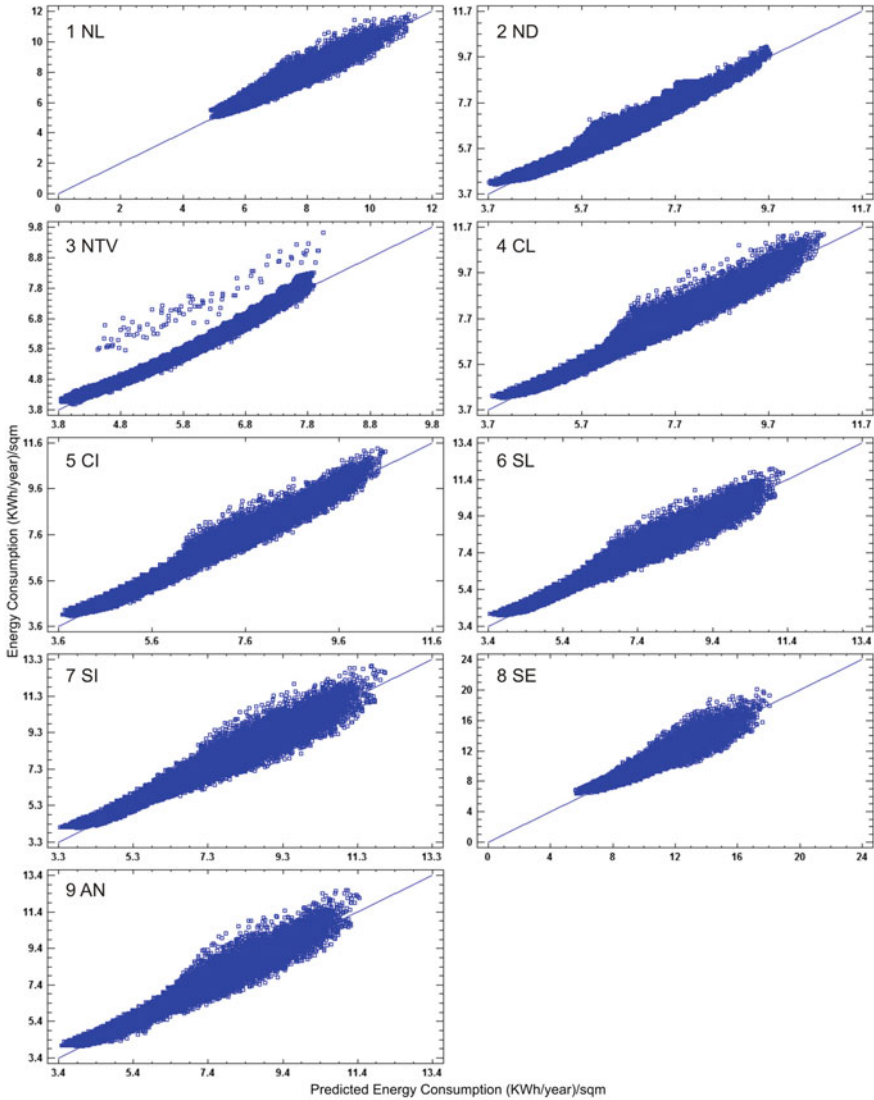 1 NL
12
10
8
6
4
2
0
0 2 4 6 8 10 12
2 ND
11.7
9.7
7.7
5.7
3.7
3.7 5.7 7.7 9.7 11.7
3 NTV
9.8
8.8
7.8
6.8
5.8
4.8
3.8
3.8 4.8 5.8 6.8 7.8 8.8 9.8
4 CL
11.7
9.7
7.7
5.7
3.7
3.7 5.7 7.7 9.7 11.7
Energy Consumption (KWh/year)/sqm
5 CI
11.6
9.6
7.6
5.6
3.6
3.6 5.6 7.6 9.6 11.6
6 SL
13.4
11.4
9.4
7.4
5.4
3.4
3.4 5.4 7.4 9.4 11.4 13.4
7 SI
13.3
11.3
9.3
7.3
5.3
3.3
3.3 5.3 7.3 9.3 11.3 13.3
8 SE
24
20
16
12
8
4
0
0 4 8 12 16 20 24
9 AN
13.4
11.4
9.4
7.4
5.4
3.4
3.4 5.4 7.4 9.4 11.4 13.4
Predicted Energy Consumption (KWh/year)/sqm